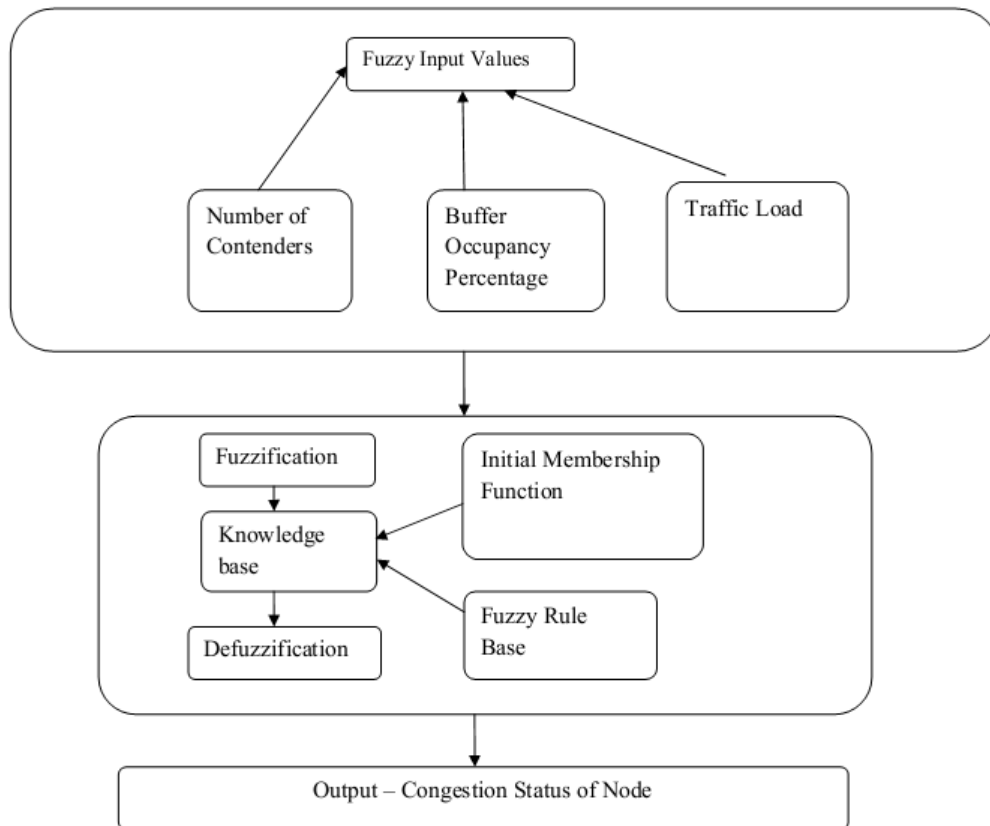 Fuzzy Input Values
Number of
Contenders
Buffer
Occupancy
Percentage
Traffic Load
Fuzzification
Initial Membership
Function
Knowledge
base
Fuzzy Rule
Base
Defuzzification
Output – Congestion Status of Node